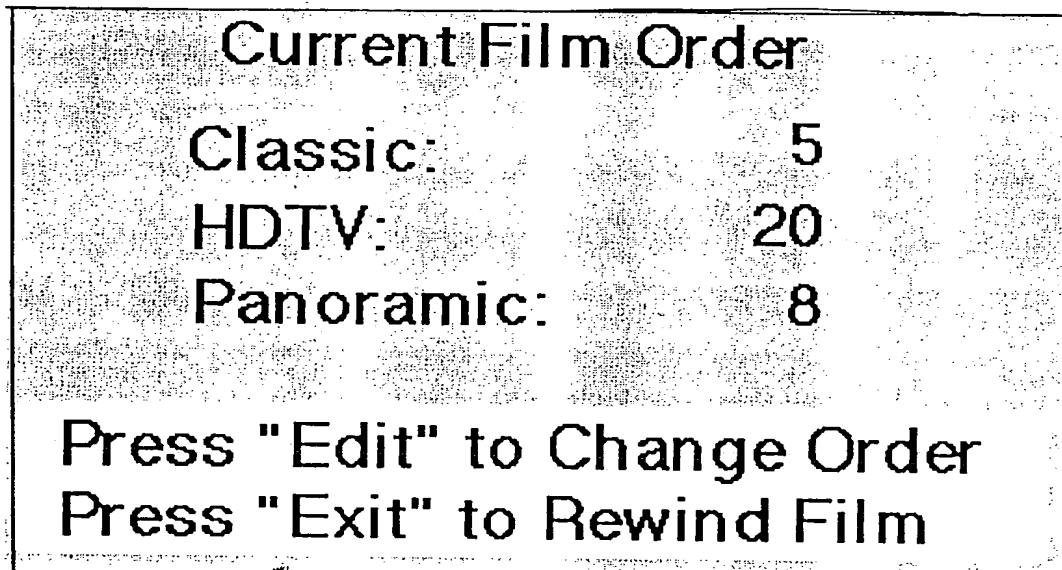 Current Film Order
Classic: 5
HDTV: 20
Panoramic: 8
Press "Edit" to Change Order
Press "Exit" to Rewind Film